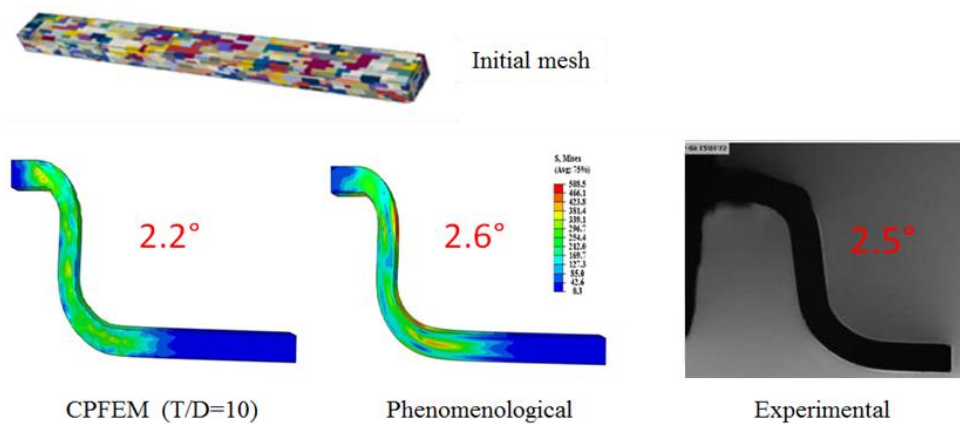 Initial mesh
2.2°
2.6°
S, Mises
(Avg: 75%)
508.5
466.1
423.8
381.4
339.1
296.7
254.4
212.0
169.7
127.3
85.0
42.6
0.3
2.5°
CPFEM (T/D=10)
Phenomenological
Experimental